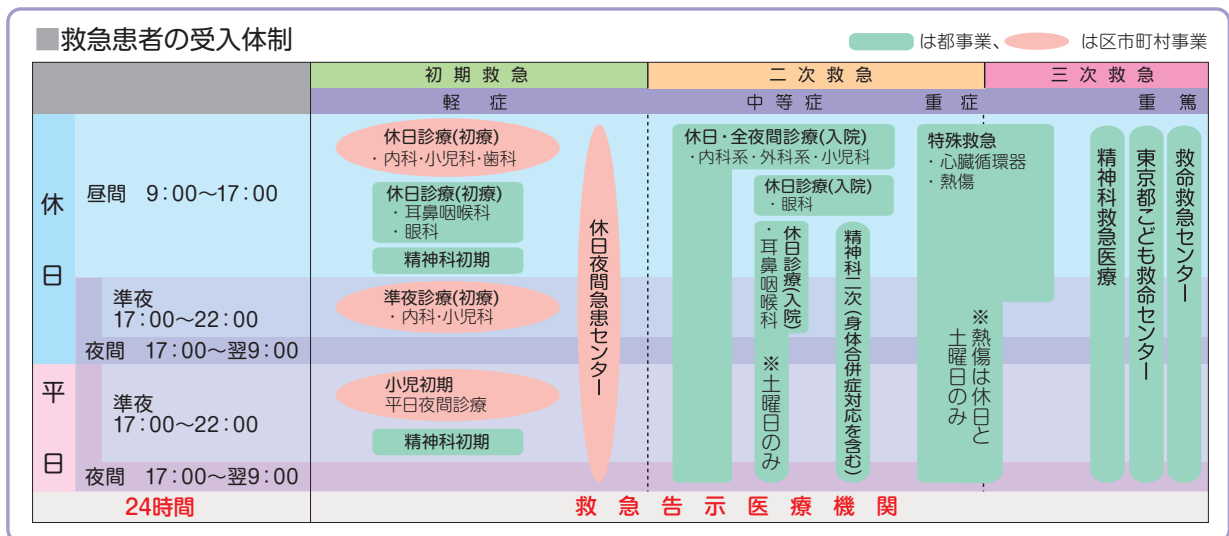 ■救急患者の受入体制
は都事業、 は区市町村事業
初期救急
二次救急
三次救急
軽症
中等症
重症
重篤
休日
昼間 9:00~17:00
準夜
17:00~22:00
夜間 17:00~翌9:00
平日
準夜
17:00~22:00
夜間 17:00~翌9:00
24時間
休日診療(初療)
・内科・小児科・歯科
休日診療(初療)
・耳鼻咽喉科
・眼科
精神科初期
準夜診療(初療)
・内科・小児科
小児初期
平日夜間診療
精神科初期
休日夜間急患センター
休日・全夜間診療(入院)
・内科系・外科系・小児科
休日診療(入院)
・眼科
休日診療(入院)
・耳鼻咽喉科
※土曜日のみ
精神科二次(身体合併症対応を含む)
特殊救急
・心臓循環器
・熱傷
※熱傷は休日と
土曜日のみ
精神科救急医療
東京都こども救命センター
救命救急センター
救急告示医療機関